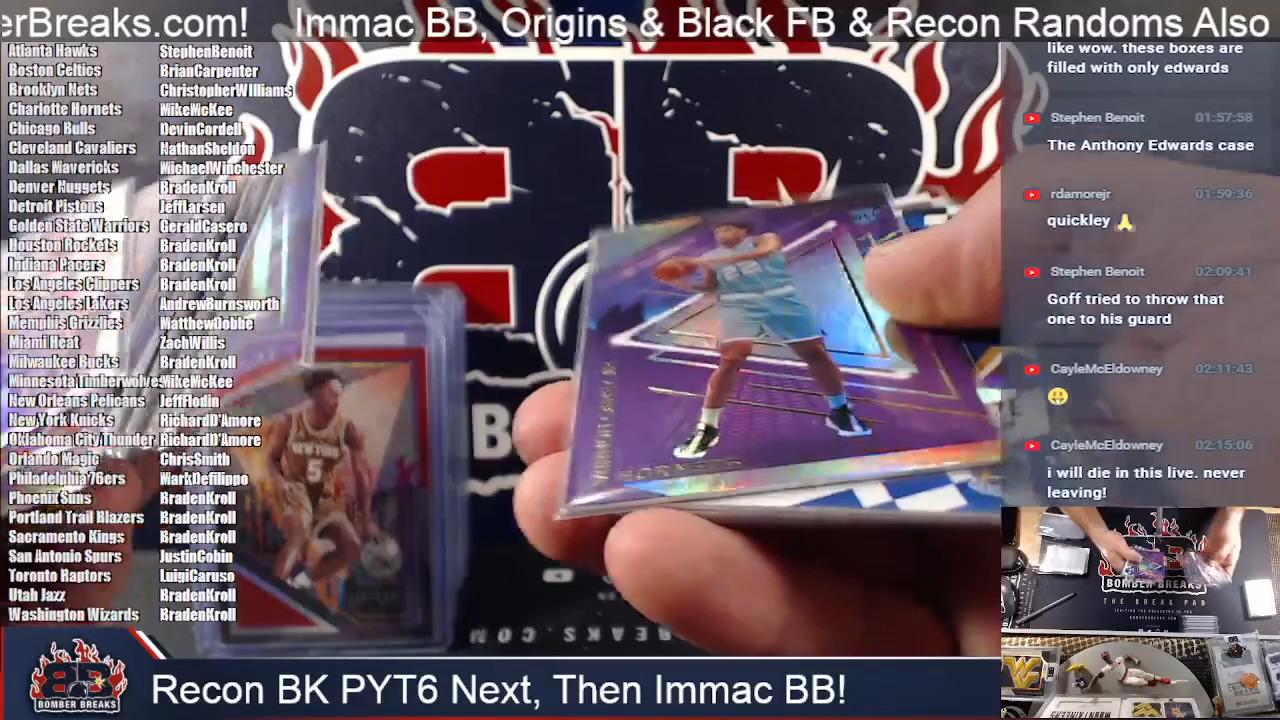 erBreaks.com! Immac BB, Origins & Black FB & Recon Randoms Also
Atlanta Hawks StephenBenoit
Boston Celtics BrianCarpenter
Brooklyn Nets ChristopherWIlliams
Charlotte Hornets MikeMcKee
Chicago Bulls DevinCordell
Cleveland Cavaliers NathanSheldon
Dallas Mavericks MichaelWinchester
Denver Nuggets BradenKroll
Detroit Pistons JeffLarsen
Golden State Warriors GeraldCasero
Houston Rockets BradenKroll
Indiana Pacers BradenKroll
Los Angeles Clippers BradenKroll
Los Angeles Lakers AndrewBurnsworth
Memphis Grizzlies MatthewDobbe
Miami Heat ZachWillis
Milwaukee Bucks BradenKroll
Minnesota Timberwolves MikeMcKee
New Orleans Pelicans JeffFlodin
New York Knicks RichardD'Amore
Oklahoma City Thunder RichardD'Amore
Orlando Magic ChrisSmith
Philadelphia 76ers MarkDefilippo
Phoenix Suns BradenKroll
Portland Trail Blazers BradenKroll
Sacramento Kings BradenKroll
San Antonio Spurs JustinCobin
Toronto Raptors LuigiCaruso
Utah Jazz BradenKroll
Washington Wizards BradenKroll
like wow. these boxes are
filled with only edwards
Stephen Benoit 01:57:58
The Anthony Edwards case
rdamorejr 01:59:36
quickley 🙏
Stephen Benoit 02:09:41
Goff tried to throw that
one to his guard
CayleMcEldowney 02:11:43
CayleMcEldowney 02:15:06
i will die in this live. never
leaving!
NEW YORK
5
HORNETS
BOMBER BREAKS
THE BREAK PAD
BOMBER BREAKS
Recon BK PYT6 Next, Then Immac BB!